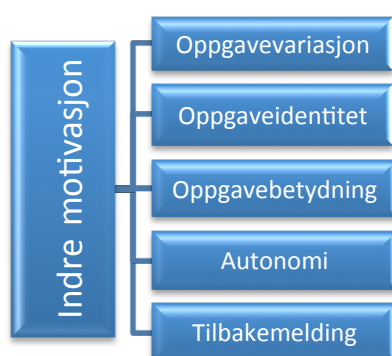 Indre motivasjon
Oppgavevariasjon
Oppgaveidentitet
Oppgavebetydning
Autonomi
Tilbakemelding